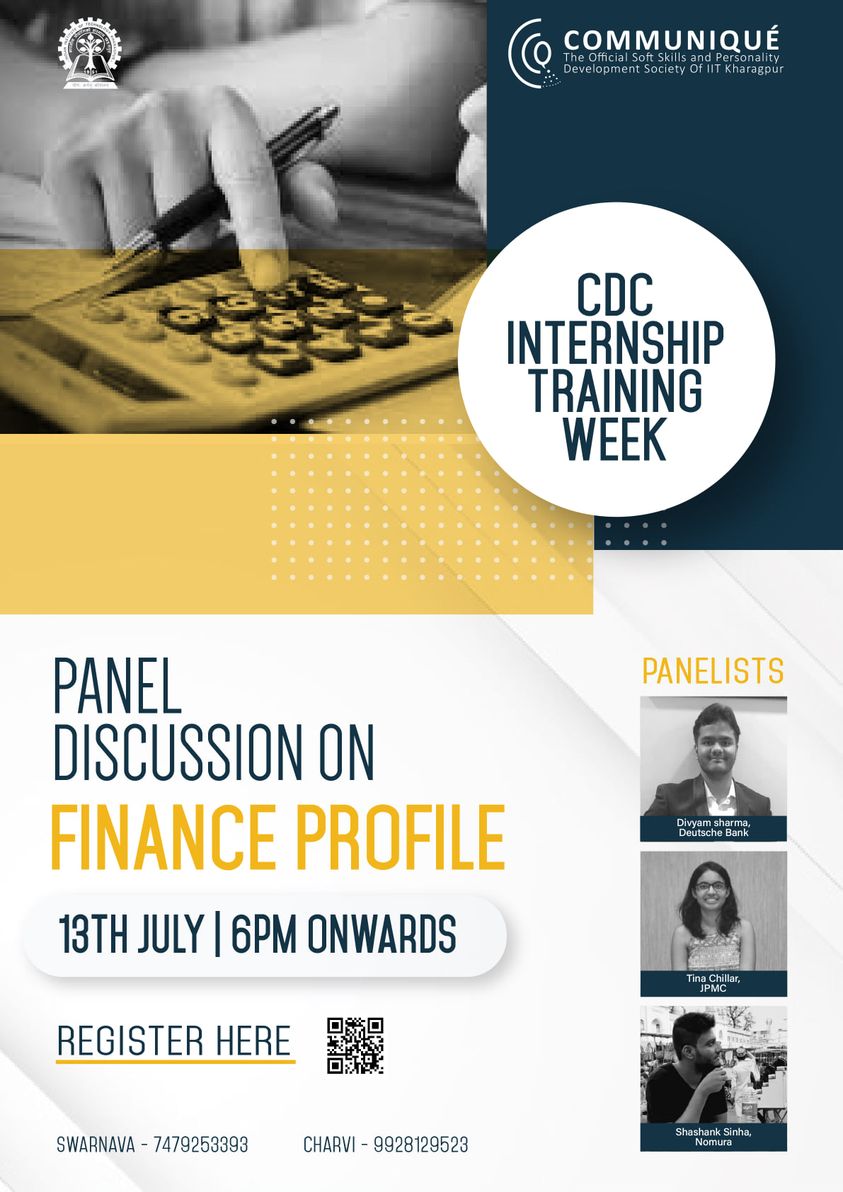 COMMUNIQUÉ
The Official Soft Skills and Personality
Development Society Of IIT Kharagpur
CDC
INTERNSHIP
TRAINING
WEEK
PANEL
DISCUSSION ON
FINANCE PROFILE
13TH JULY | 6PM ONWARDS
REGISTER HERE
SWARNAVA - 7479253393
CHARVI - 9928129523
PANELISTS
Divyam sharma,
Deutsche Bank
Tina Chillar,
JPMC
Shashank Sinha,
Nomura